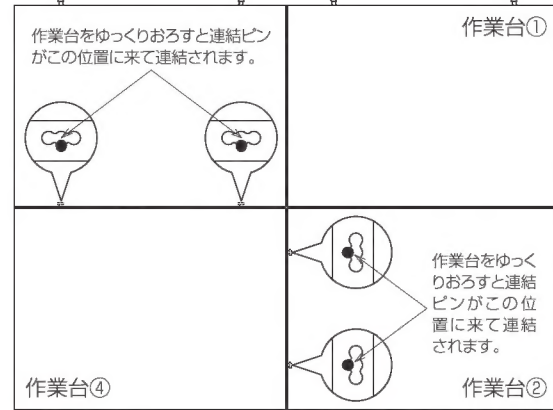 作業台をゆっくりおろすと連結ピン
がこの位置に来て連結されます。
作業台①
作業台をゆっく
りおろすと連結
ピンがこの位
置に来て連結
されます。
作業台④
作業台②